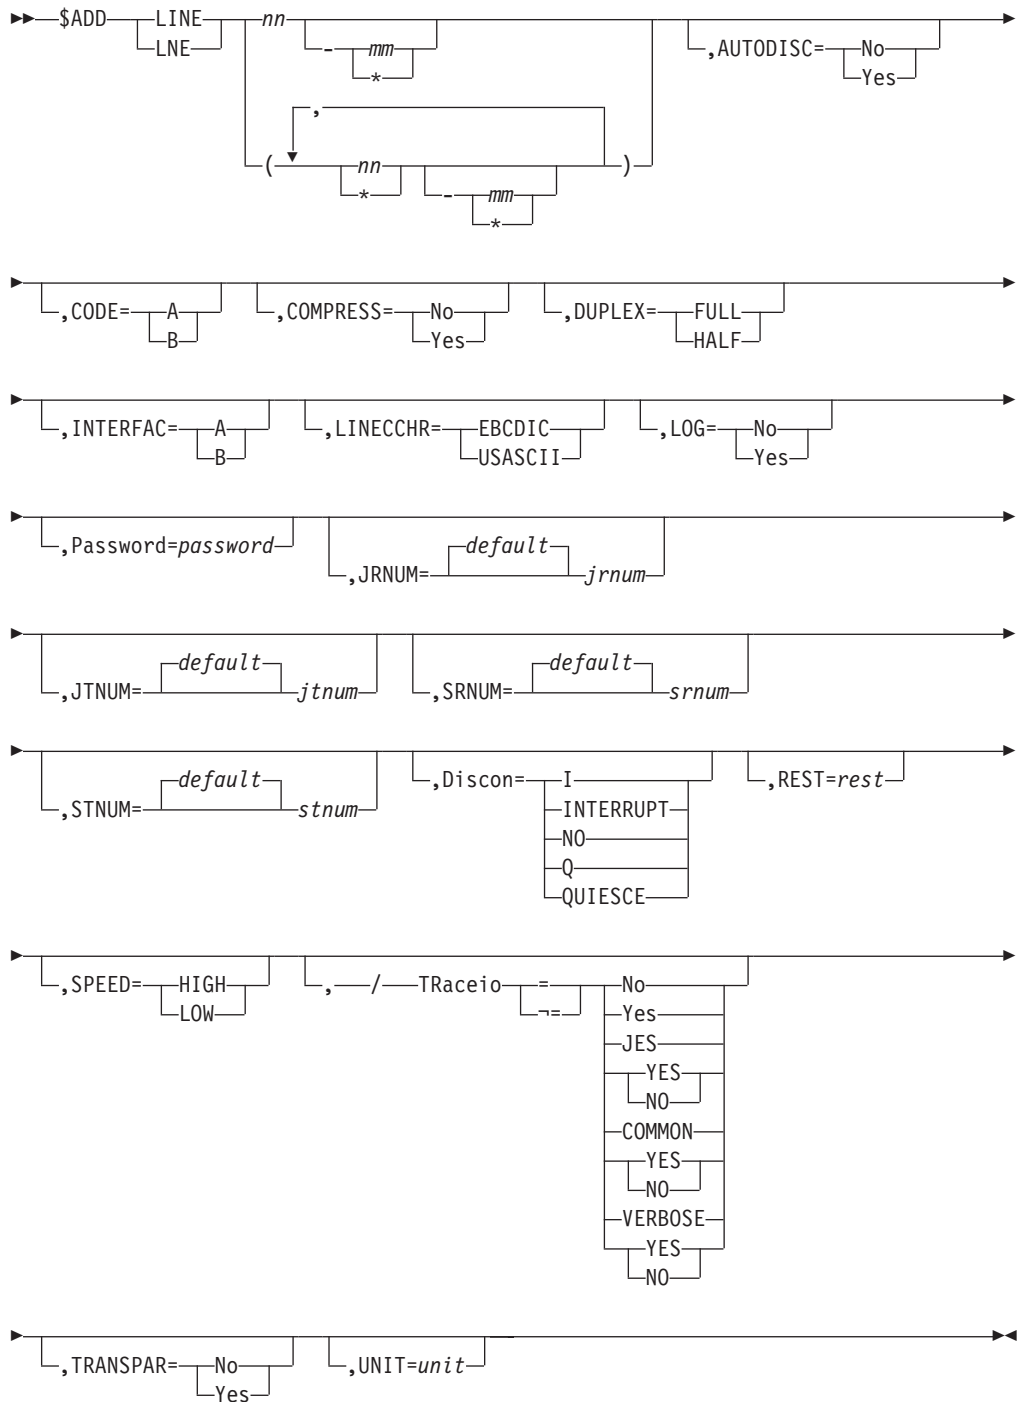 $ADD LINE nn
LNE - mm
*
,
( nn - mm )
* *
,AUTODISC= No
Yes
,CODE= A ,COMPRESS= No ,DUPLEX= FULL
B Yes HALF
,INTERFAC= A ,LINECCHR= EBCDIC ,LOG= No
B USASCII Yes
,Password=password
default
,JRNUM= jrnum
default default
,JTNUM= jtnum ,SRNUM= srnum
default
,STNUM= stnum
,Discon= I
INTERRUPT
NO
Q
QUIESCE
,REST=rest
,SPEED= HIGH
LOW
, / TRaceio = No
¬= Yes
JES
YES
NO
COMMON
YES
NO
VERBOSE
YES
NO
,TRANSPAR= No ,UNIT=unit
Yes